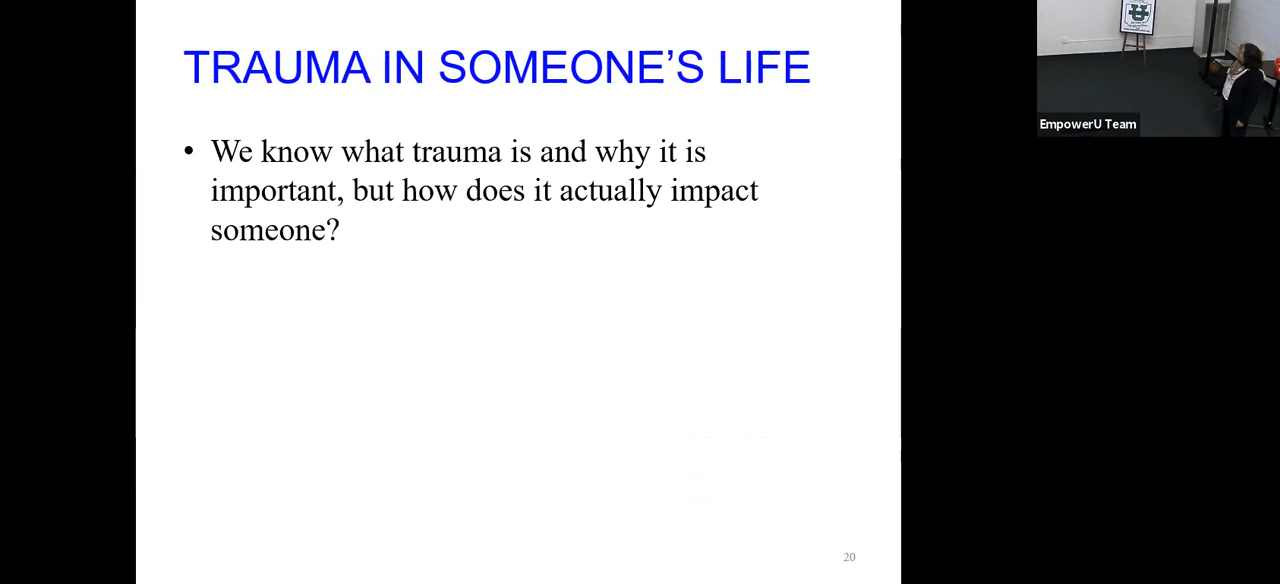 TRAUMA IN SOMEONE’S LIFE
• We know what trauma is and why it is
important, but how does it actually impact
someone?
20
EmpowerU Team